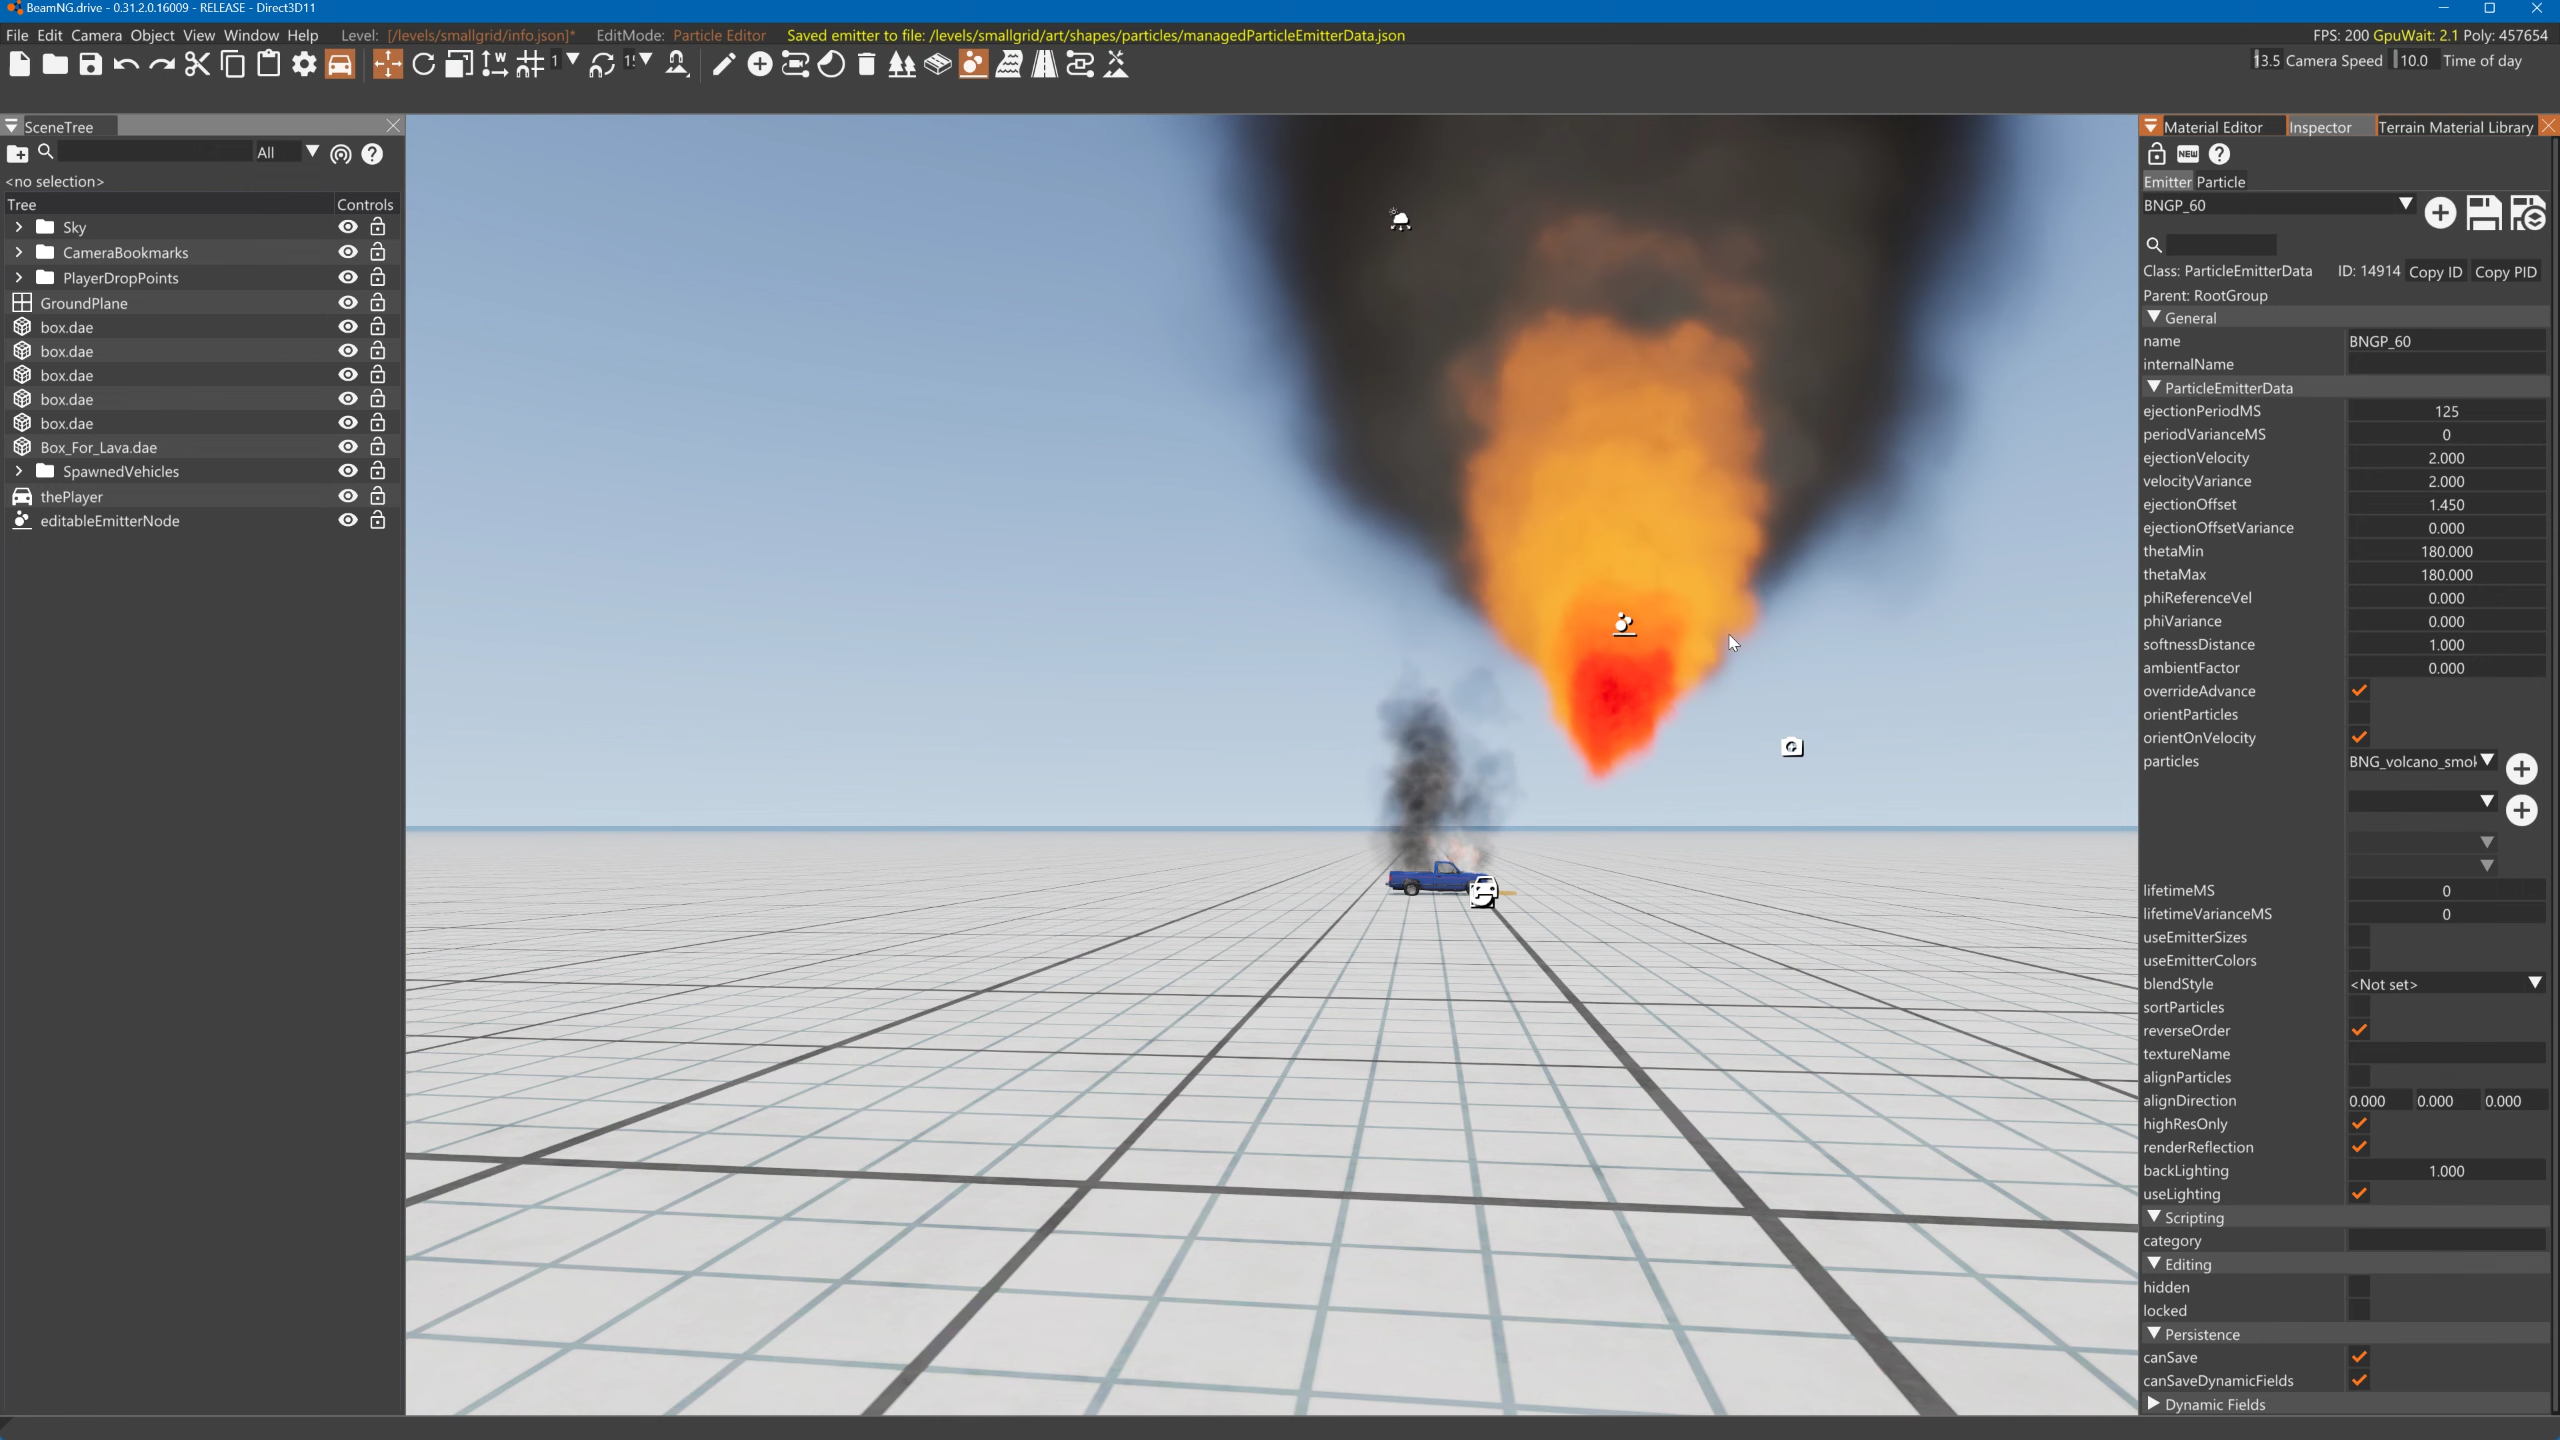 BeamNG.drive - 0.31.2.0.16009 - RELEASE - Direct3D11
File Edit Camera Object View Window Help Level: [/levels/smallgrid/info.json]* EditMode: Particle Editor Saved emitter to file: /levels/smallgrid/art/shapes/particles/managedParticleEmitterData.json FPS: 200 GpuWait: 2.1 Poly: 457654
1 13.5 Camera Speed 10.0 Time of day
SceneTree
All
<no selection>
Tree Controls
Sky
CameraBookmarks
PlayerDropPoints
GroundPlane
box.dae
box.dae
box.dae
box.dae
box.dae
Box_For_Lava.dae
SpawnedVehicles
thePlayer
editableEmitterNode
Material Editor Inspector Terrain Material Library
NEW
Emitter Particle
BNGP_60
Class: ParticleEmitterData ID: 14914 Copy ID Copy PID
Parent: RootGroup
General
name BNGP_60
internalName
ParticleEmitterData
ejectionPeriodMS 125
periodVarianceMS 0
ejectionVelocity 2.000
velocityVariance 2.000
ejectionOffset 1.450
ejectionOffsetVariance 0.000
thetaMin 180.000
thetaMax 180.000
phiReferenceVel 0.000
phiVariance 0.000
softnessDistance 1.000
ambientFactor 0.000
overrideAdvance
orientParticles
orientOnVelocity
particles BNG_volcano_smok
lifetimeMS 0
lifetimeVarianceMS 0
useEmitterSizes
useEmitterColors
blendStyle <Not set>
sortParticles
reverseOrder
textureName
alignParticles
alignDirection 0.000 0.000 0.000
highResOnly
renderReflection
backLighting 1.000
useLighting
Scripting
category
Editing
hidden
locked
Persistence
canSave
canSaveDynamicFields
Dynamic Fields